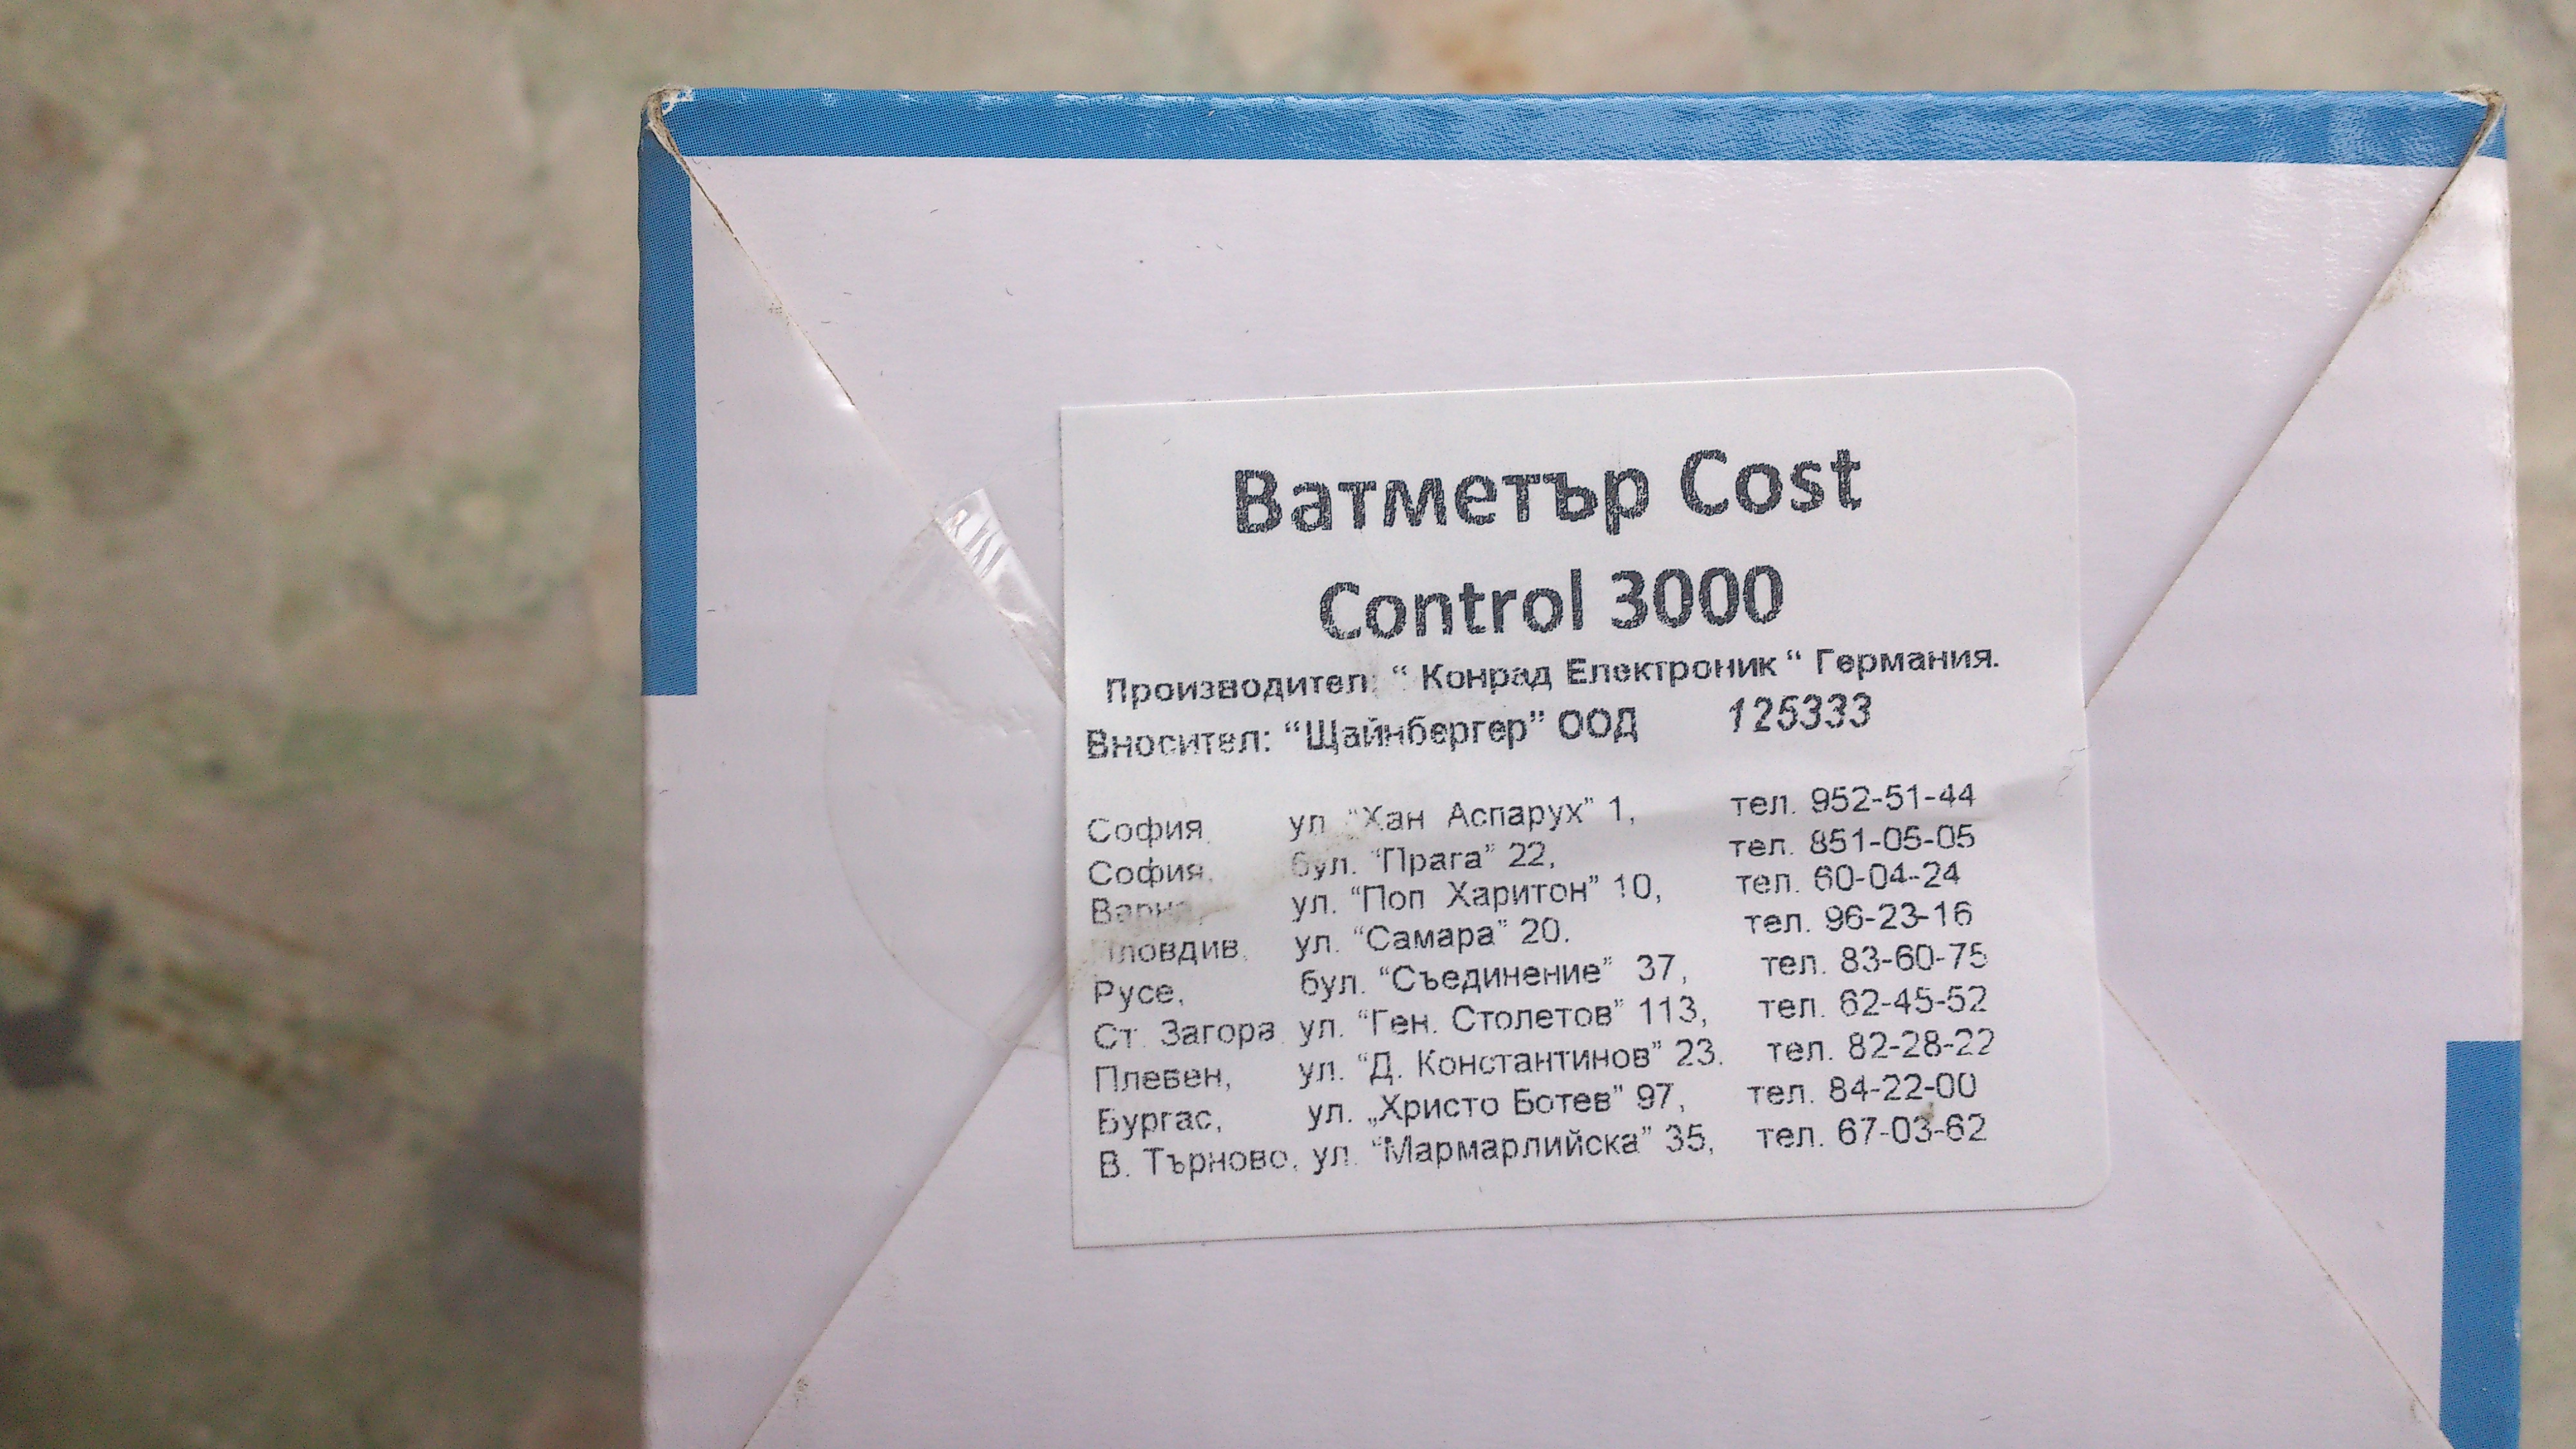 Ватметър Cost
Control 3000
Производител: “ Конрад Електроник “ Германия.
Вносител: “Щайнбергер” ООД 125333
София, ул. “Хан Аспарух” 1, тел. 952-51-44
София, бул. “Прага” 22, тел. 851-05-05
Варна, ул. “Поп Харитон” 10, тел. 60-04-24
Пловдив, ул. “Самара” 20. тел. 96-23-16
Русе, бул. “Съединение” 37, тел. 83-60-75
Ст. Загора, ул. “Ген. Столетов” 113, тел. 62-45-52
Плевен, ул. “Д. Константинов” 23. тел. 82-28-22
Бургас, ул. „Христо Ботев” 97, тел. 84-22-00
В. Търново, ул. “Мармарлийска” 35, тел. 67-03-62